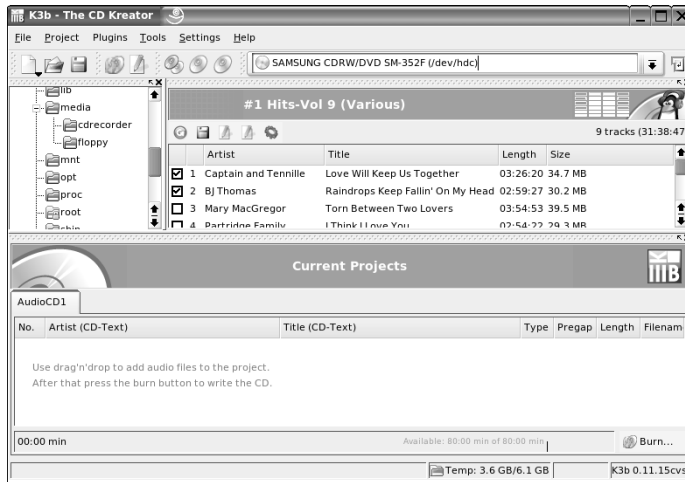 K3b - The CD Kreator
File Project Plugins Tools Settings Help
SAMSUNG CDRW/DVD SM-352F (/dev/hdc)
lib
media
cdrecorder
floppy
mnt
opt
proc
root
#1 Hits-Vol 9 (Various)
9 tracks (31:38:47
Artist Title Length Size
1 Captain and Tennille Love Will Keep Us Together 03:26:20 34.7 MB
2 BJ Thomas Raindrops Keep Fallin' On My Head 02:59:27 30.2 MB
3 Mary MacGregor Torn Between Two Lovers 03:54:53 39.5 MB
4 Partridge Family I Think I Love You 02:54:22 29.3 MB
Current Projects
AudioCD1
No. Artist (CD-Text) Title (CD-Text) Type Pregap Length Filenam
Use drag'n'drop to add audio files to the project.
After that press the burn button to write the CD.
00:00 min Available: 80:00 min of 80:00 min Burn...
Temp: 3.6 GB/6.1 GB K3b 0.11.15cvs